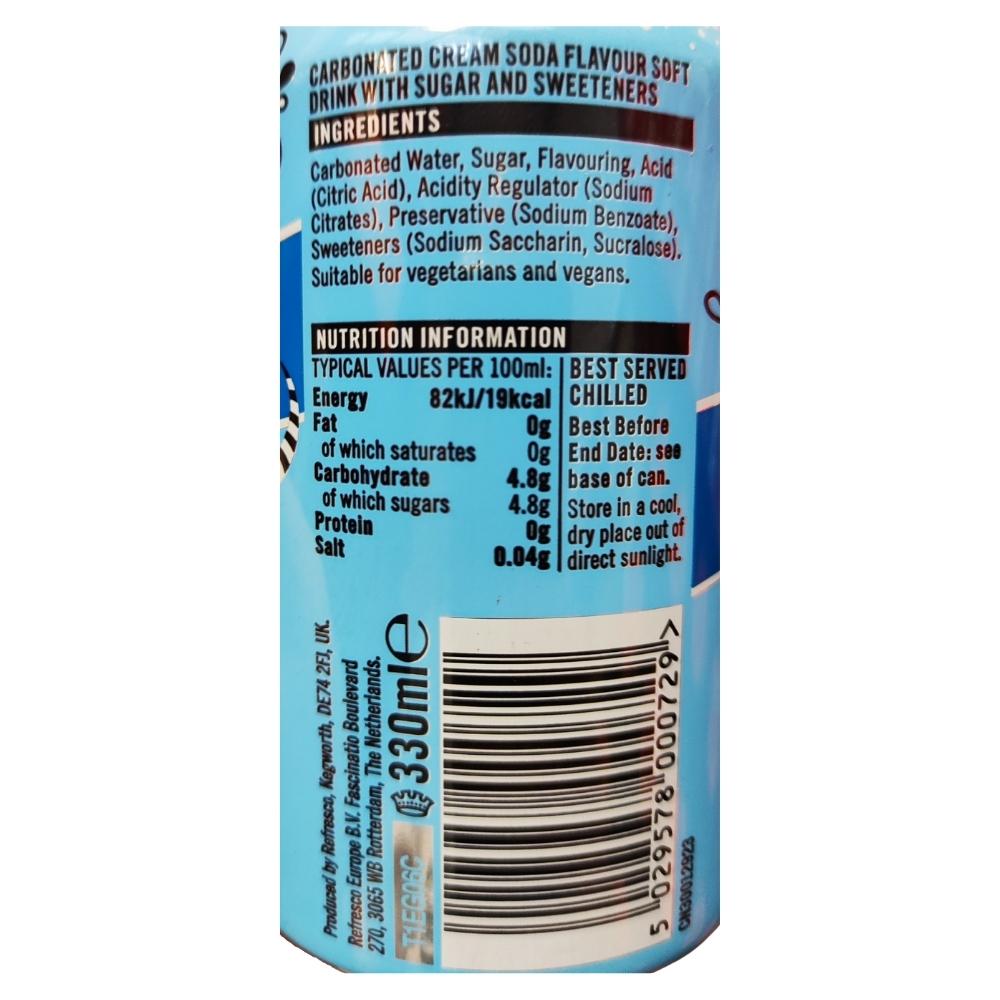 CARBONATED CREAM SODA FLAVOUR SOFT
DRINK WITH SUGAR AND SWEETENERS
INGREDIENTS
Carbonated Water, Sugar, Flavouring, Acid
(Citric Acid), Acidity Regulator (Sodium
Citrates), Preservative (Sodium Benzoate),
Sweeteners (Sodium Saccharin, Sucralose).
Suitable for vegetarians and vegans.
NUTRITION INFORMATION
TYPICAL VALUES PER 100ml:
Energy 82kJ/19kcal
Fat 0g
of which saturates 0g
Carbohydrate 4.8g
of which sugars 4.8g
Protein 0g
Salt 0.04g
BEST SERVED
CHILLED
Best Before
End Date: see
base of can.
Store in a cool,
dry place out of
direct sunlight.
Produced by Refresco, Kegworth, DE74 2FJ, UK.
Refresco Europe B.V. Fascinatio Boulevard
270, 3065 WB Rotterdam, The Netherlands.
T1EG06C
330ml e
5 029578 000729 >
CN30012923